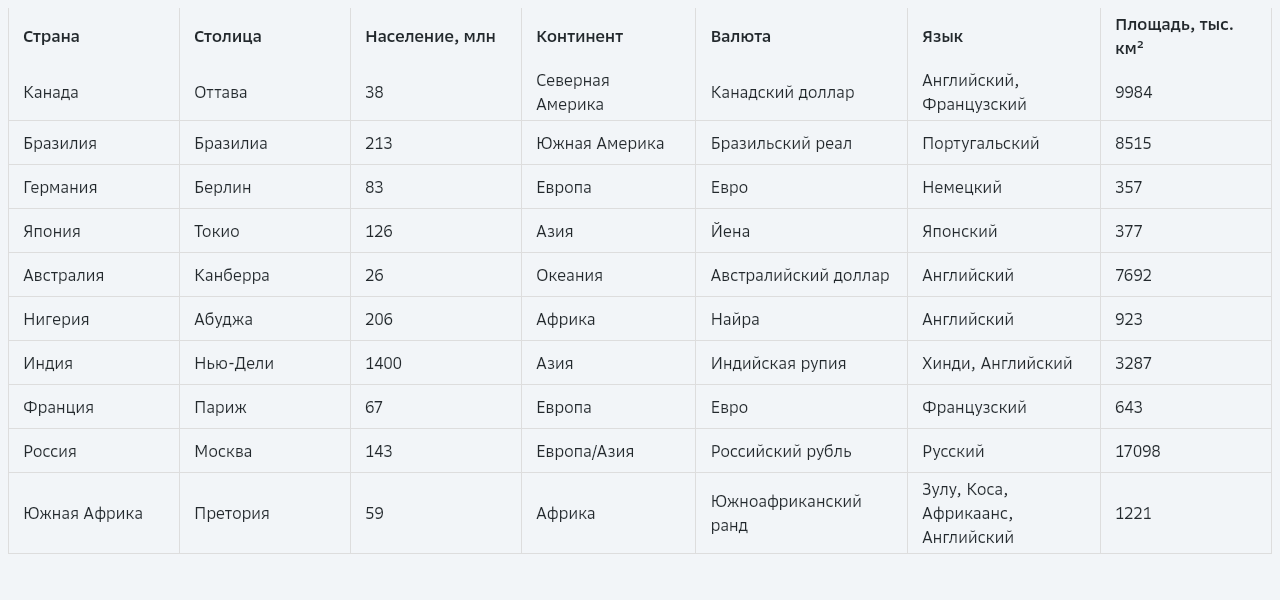 Страна Столица Население, млн Континент Валюта Язык Площадь, тыс. км²
Канада Оттава 38 Северная Америка Канадский доллар Английский, Французский 9984
Бразилия Бразилиа 213 Южная Америка Бразильский реал Португальский 8515
Германия Берлин 83 Европа Евро Немецкий 357
Япония Токио 126 Азия Йена Японский 377
Австралия Канберра 26 Океания Австралийский доллар Английский 7692
Нигерия Абуджа 206 Африка Найра Английский 923
Индия Нью-Дели 1400 Азия Индийская рупия Хинди, Английский 3287
Франция Париж 67 Европа Евро Французский 643
Россия Москва 143 Европа/Азия Российский рубль Русский 17098
Южная Африка Претория 59 Африка Южноафриканский ранд Зулу, Коса, Африкаанс, Английский 1221